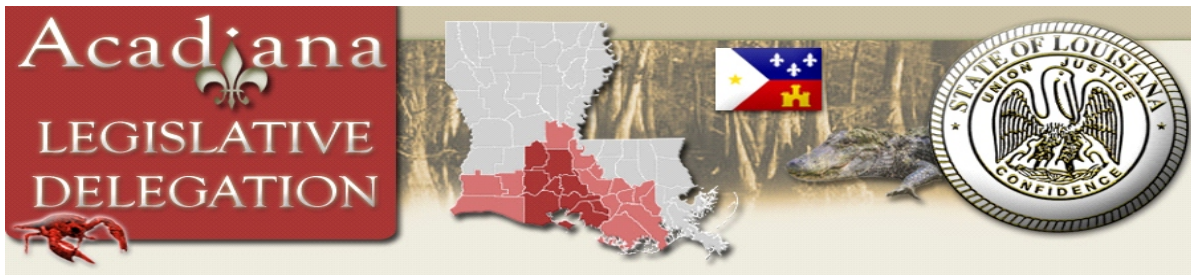 Acadiana
LEGISLATIVE
DELEGATION
STATE OF LOUISIANA
UNION JUSTICE
CONFIDENCE